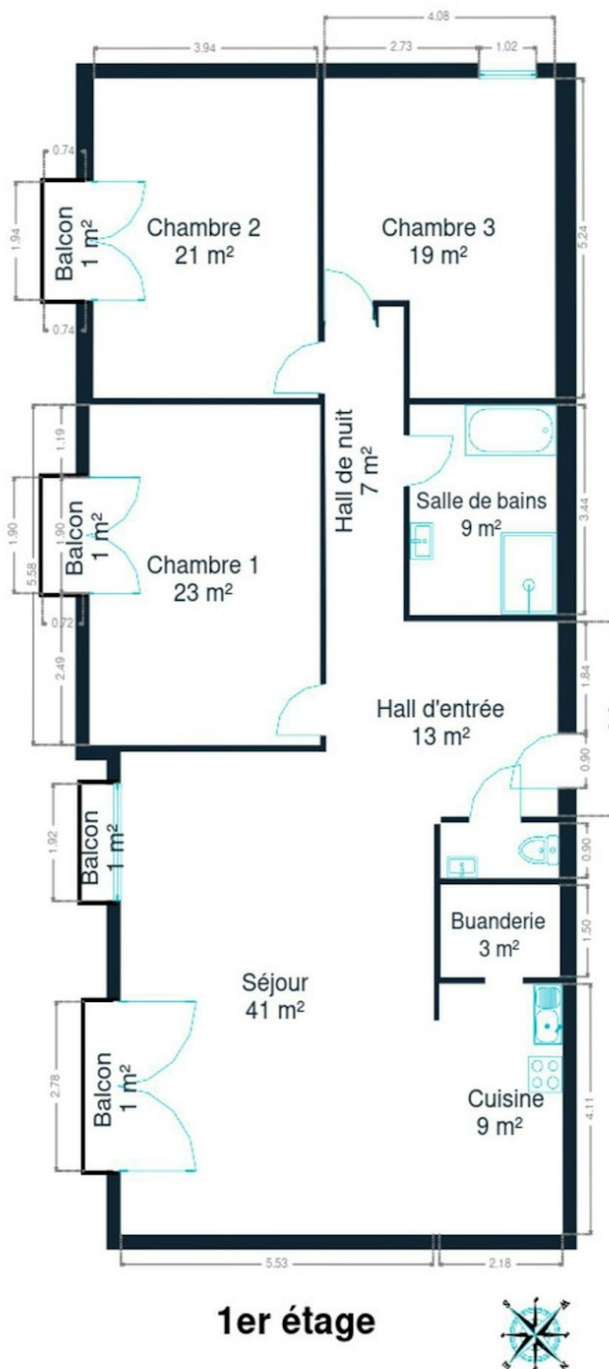 4.08
3.94
2.73
1.02
0.74
1.94
Balcon
1 m²
Chambre 2
21 m²
Chambre 3
19 m²
5.24
0.74
1.19
Hall de nuit
7 m²
3.44
1.90
5.58
1.90
Balcon
1 m²
Chambre 1
23 m²
Salle de bains
9 m²
0.72
2.49
1.84
Hall d'entrée
13 m²
0.90
1.92
Balcon
1 m²
0.90
Buanderie
3 m²
1.50
Séjour
41 m²
2.78
Balcon
1 m²
Cuisine
9 m²
4.11
5.53
2.18
1er étage